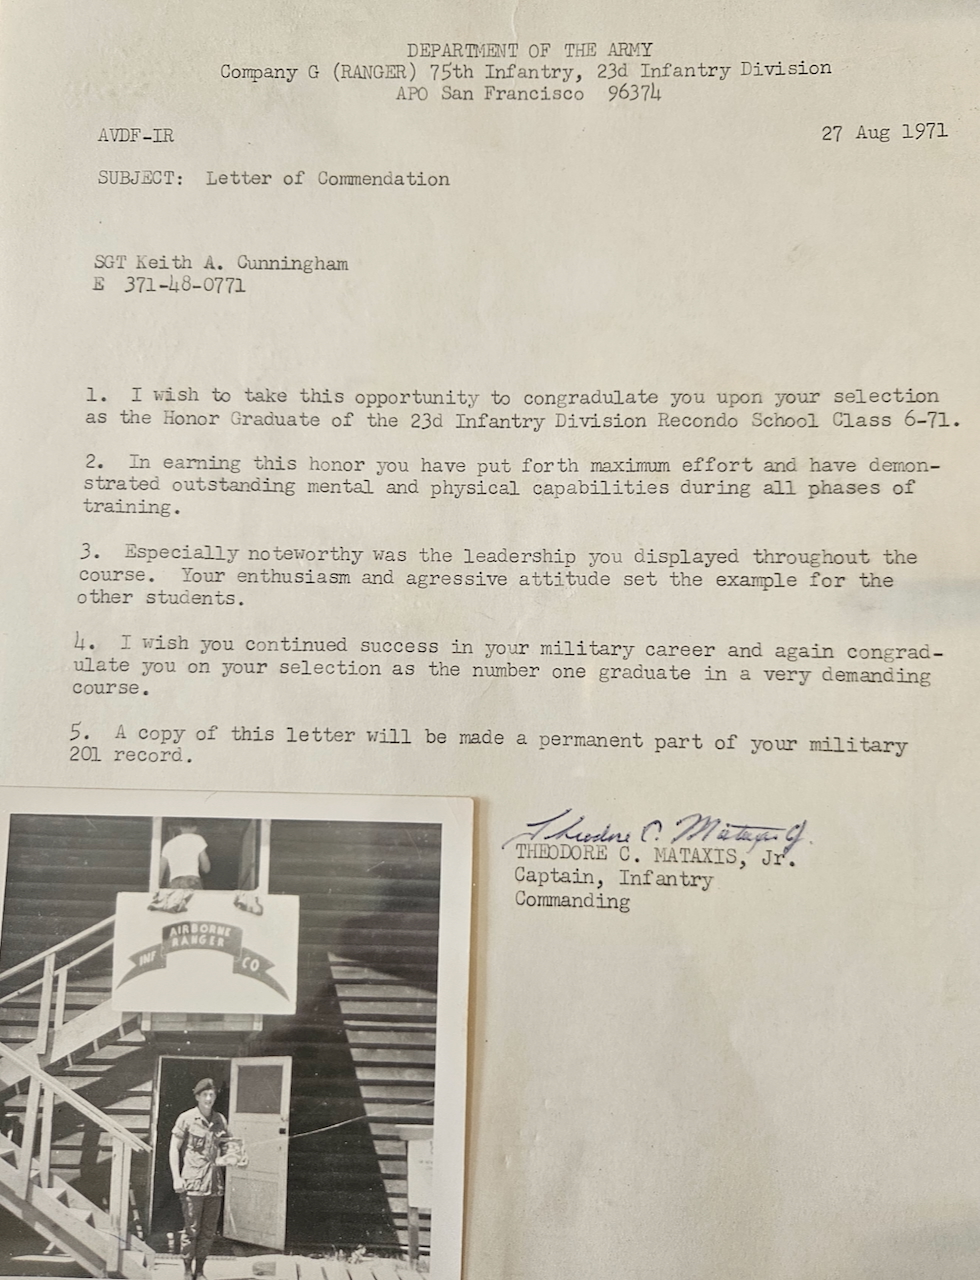 DEPARTMENT OF THE ARMY
Company G (RANGER) 75th Infantry, 23d Infantry Division
APO San Francisco 96374
AVDF-IR
27 Aug 1971
SUBJECT: Letter of Commendation
SGT Keith A. Cunningham
E 371-48-0771
1. I wish to take this opportunity to congradulate you upon your selection
as the Honor Graduate of the 23d Infantry Division Recondo School Class 6-71.
2. In earning this honor you have put forth maximum effort and have demon-
strated outstanding mental and physical capabilities during all phases of
training.
3. Especially noteworthy was the leadership you displayed throughout the
course. Your enthusiasm and agressive attitude set the example for the
other students.
4. I wish you continued success in your military career and again congrad-
ulate you on your selection as the number one graduate in a very demanding
course.
5. A copy of this letter will be made a permanent part of your military
201 record.
Theodore C. Mataxis Jr.
THEODORE C. MATAXIS, Jr.
Captain, Infantry
Commanding
AIRBORNE
RANGER
INF CO